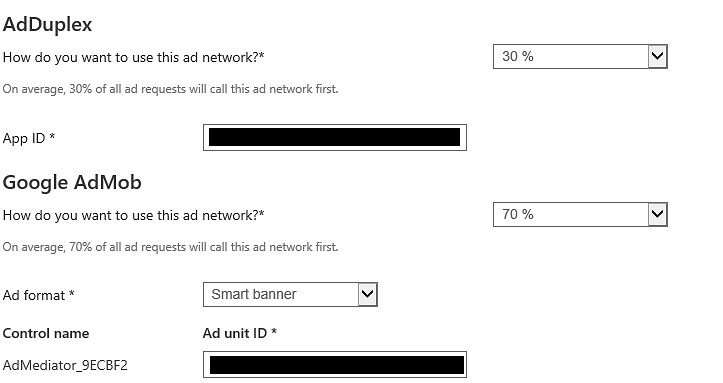 AdDuplex
How do you want to use this ad network?* 30 %
On average, 30% of all ad requests will call this ad network first.
App ID *
Google AdMob
How do you want to use this ad network?* 70 %
On average, 70% of all ad requests will call this ad network first.
Ad format * Smart banner
Control name Ad unit ID *
AdMediator_9ECBF2